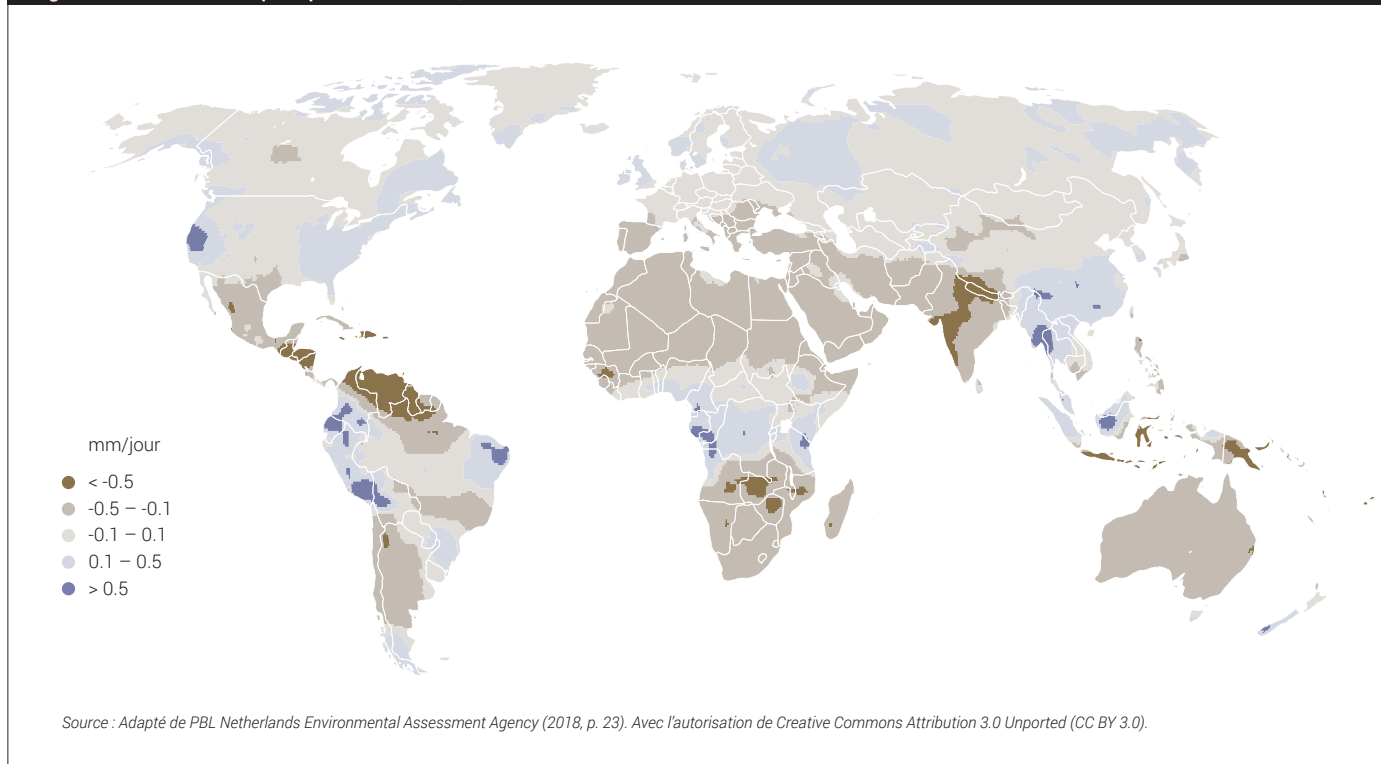 mm/jour
< -0.5
-0.5 – -0.1
-0.1 – 0.1
0.1 – 0.5
> 0.5
Source : Adapté de PBL Netherlands Environmental Assessment Agency (2018, p. 23). Avec l’autorisation de Creative Commons Attribution 3.0 Unported (CC BY 3.0).